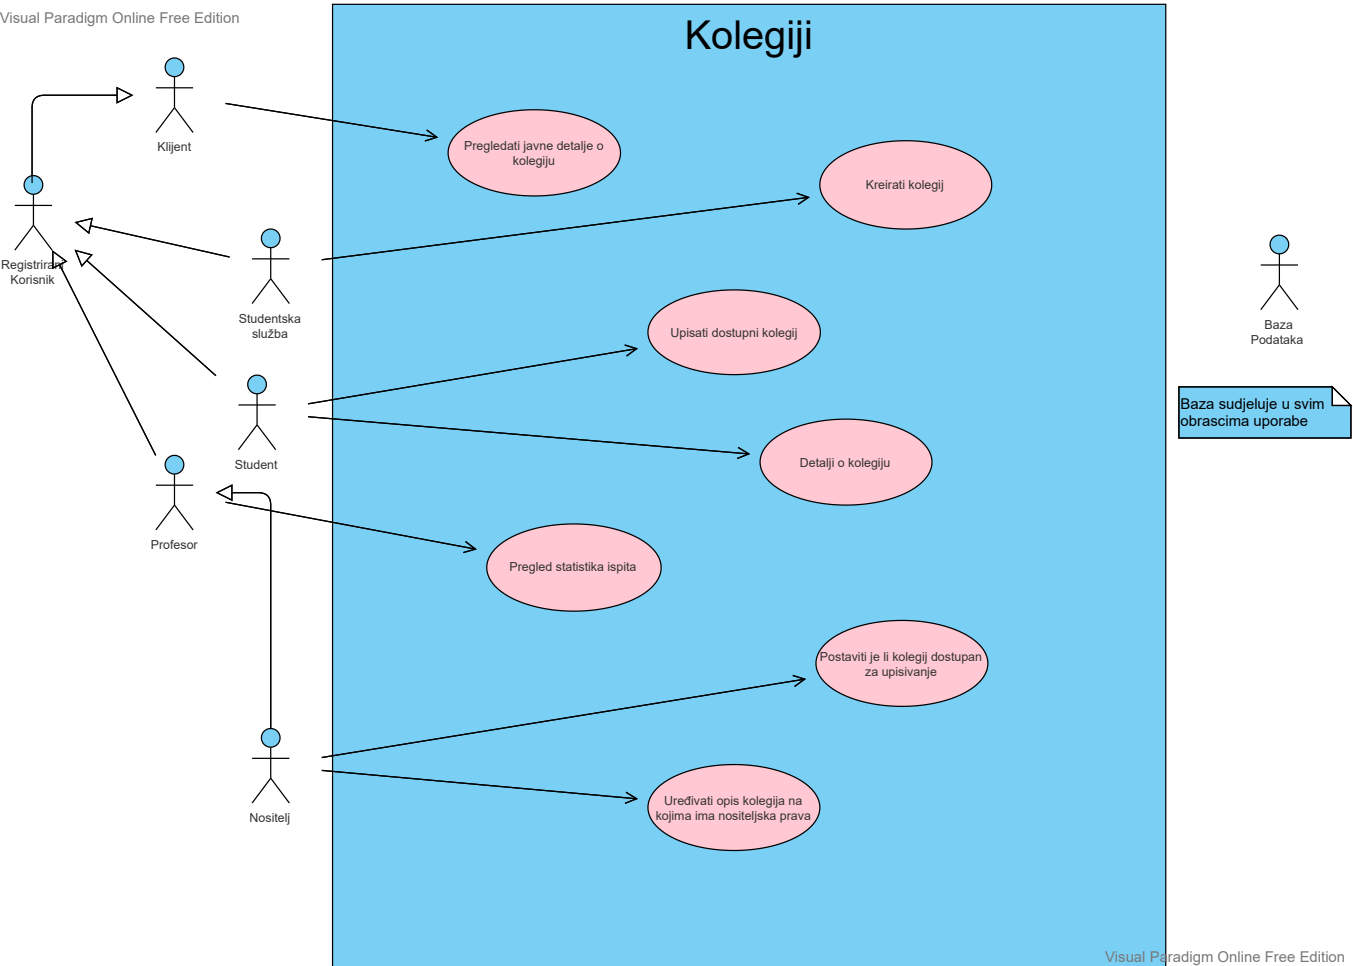 Visual Paradigm Online Free Edition
Kolegiji
Klijent
Pregledati javne detalje o
kolegiju
Kreirati kolegij
Registrirani
Korisnik
Studentska
služba
Upisati dostupni kolegij
Baza
Podataka
Baza sudjeluje u svim
obrascima uporabe
Student
Detalji o kolegiju
Profesor
Pregled statistika ispita
Postaviti je li kolegij dostupan
za upisivanje
Nositelj
Uređivati opis kolegija na
kojima ima nositeljska prava
Visual Paradigm Online Free Edition